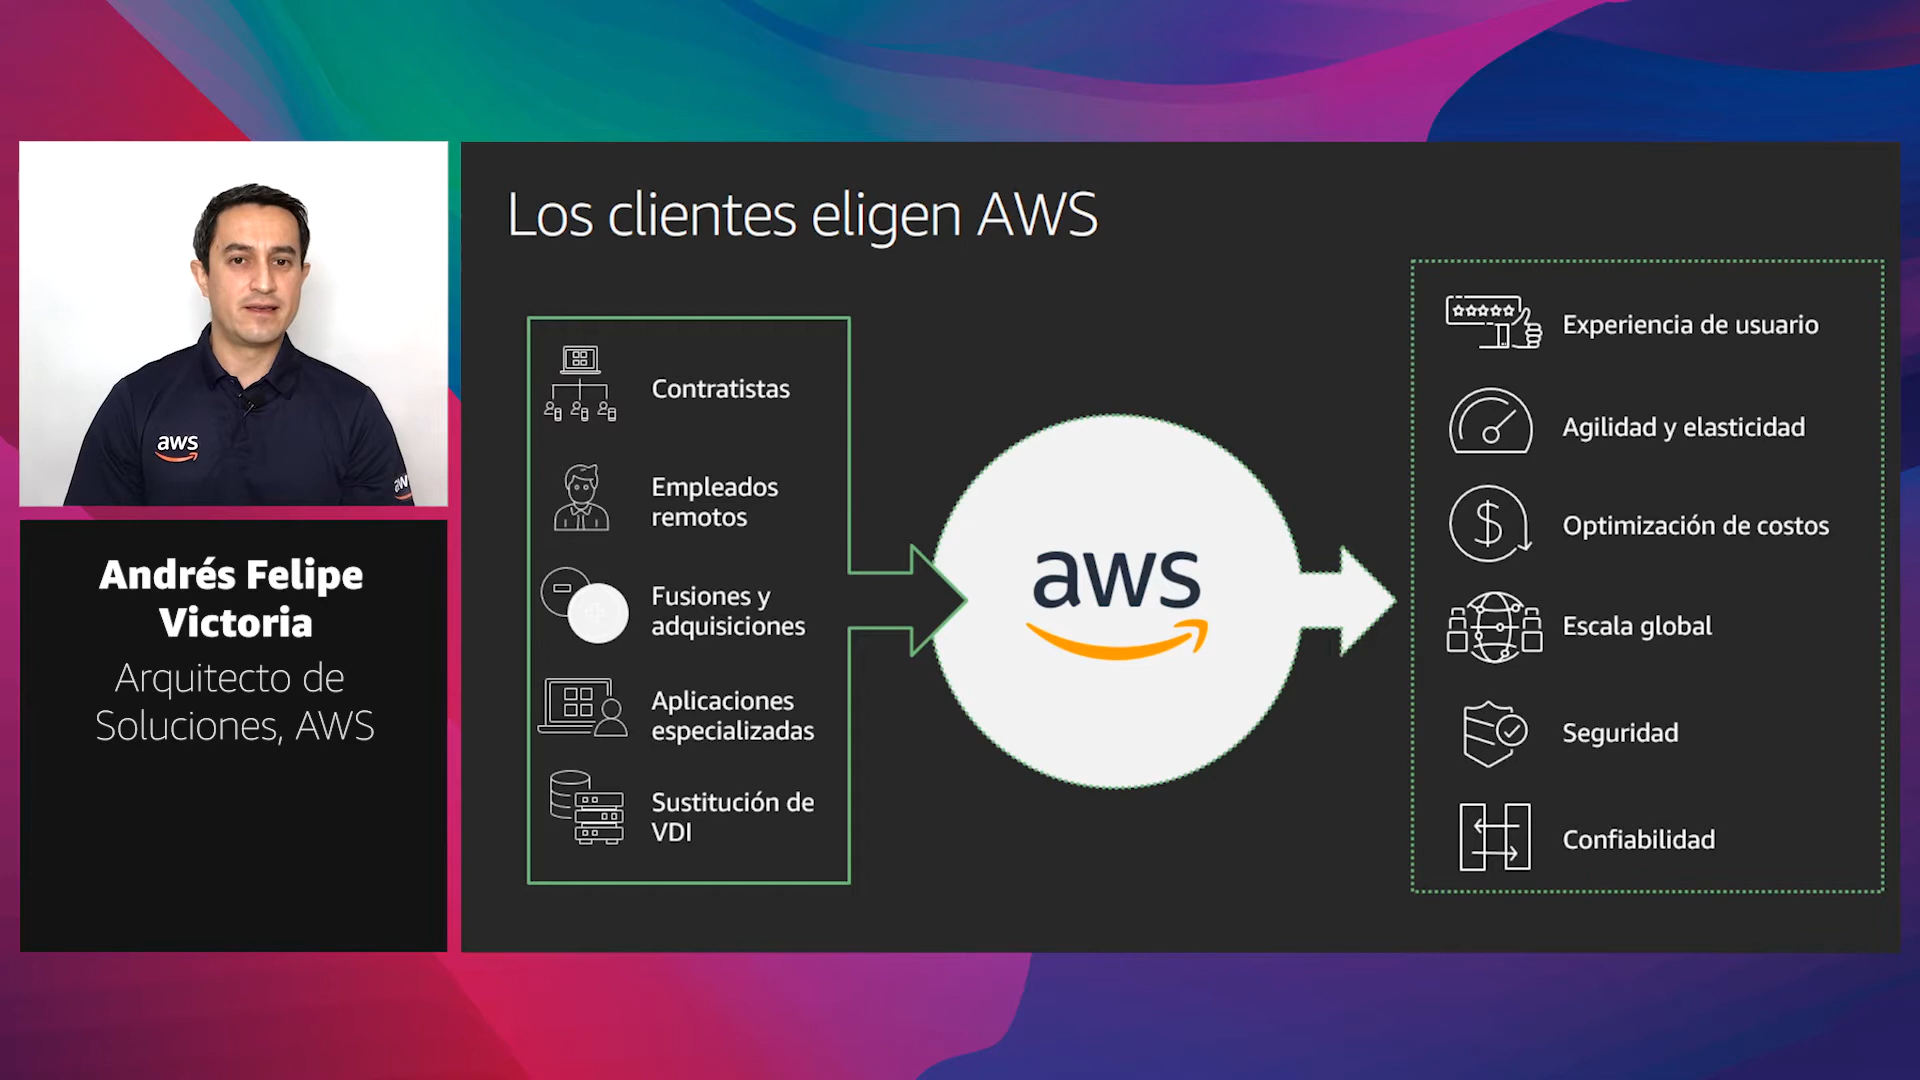 aws
aw
Andrés Felipe
Victoria
Arquitecto de
Soluciones, AWS
Los clientes eligen AWS
Contratistas
Empleados
remotos
Fusiones y
adquisiciones
Aplicaciones
especializadas
Sustitución de
VDI
aws
Experiencia de usuario
Agilidad y elasticidad
$
Optimización de costos
Escala global
Seguridad
Confiabilidad